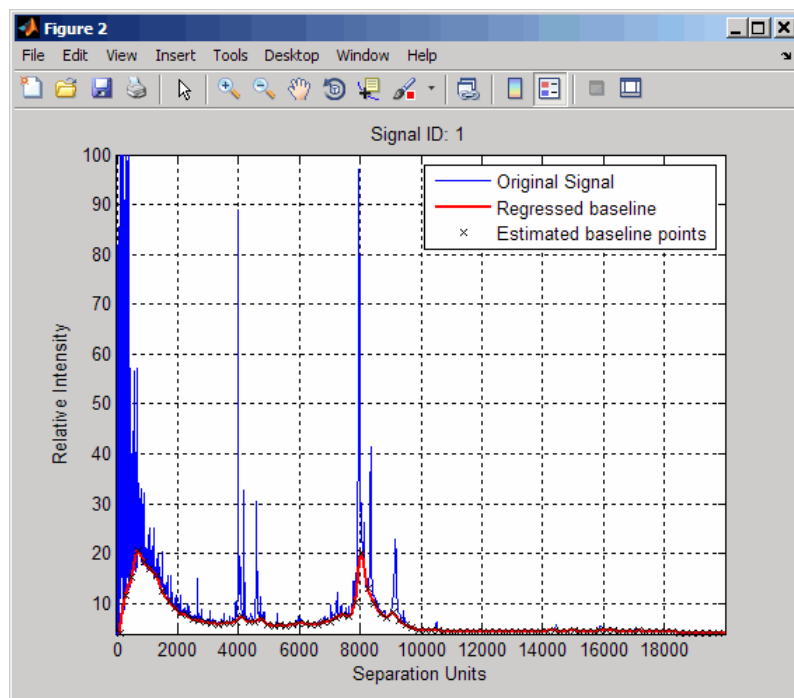 Figure 2
File Edit View Insert Tools Desktop Window Help
Signal ID: 1
100
90
80
70
60
50
40
30
20
10
Relative Intensity
Original Signal
Regressed baseline
Estimated baseline points
0 2000 4000 6000 8000 10000 12000 14000 16000 18000
Separation Units